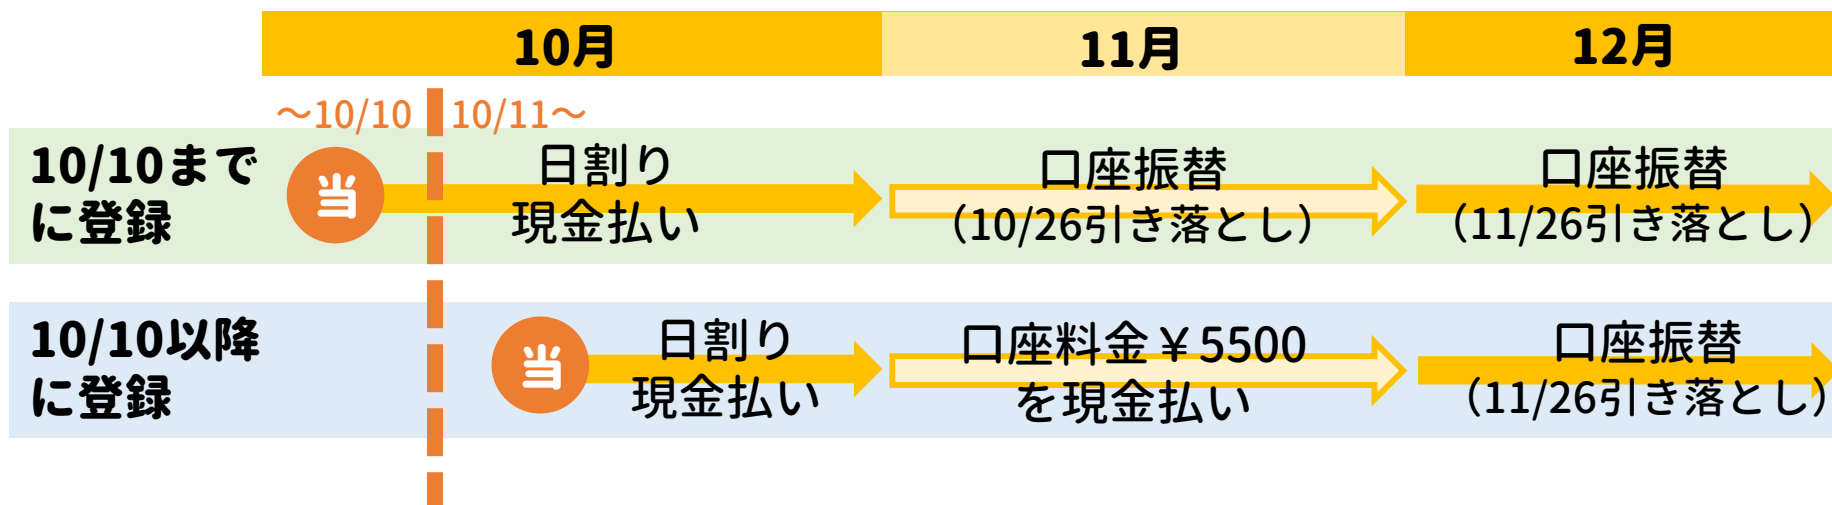 10月
11月
12月
～10/10
10/11～
10/10まで
に登録
当
日割り
現金払い
口座振替
（10/26引き落とし）
口座振替
（11/26引き落とし）
10/10以降
に登録
当
日割り
現金払い
口座料金￥5500
を現金払い
口座振替
（11/26引き落とし）